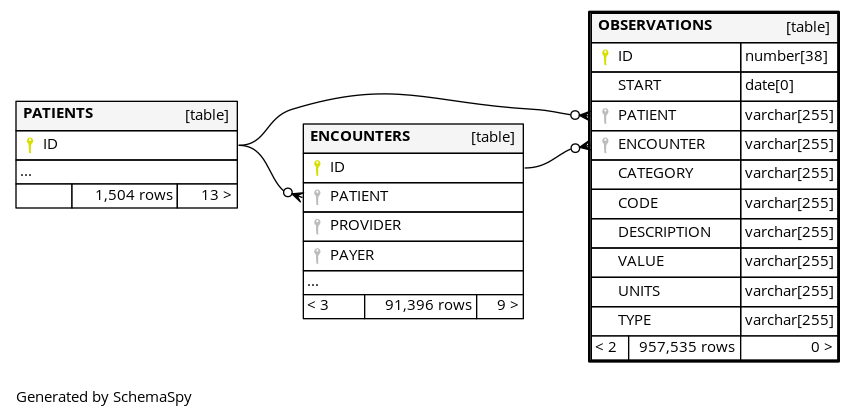 PATIENTS [table]
ID
...
1,504 rows 13 >
ENCOUNTERS [table]
ID
PATIENT
PROVIDER
PAYER
...
< 3 91,396 rows 9 >
OBSERVATIONS [table]
ID number[38]
START date[0]
PATIENT varchar[255]
ENCOUNTER varchar[255]
CATEGORY varchar[255]
CODE varchar[255]
DESCRIPTION varchar[255]
VALUE varchar[255]
UNITS varchar[255]
TYPE varchar[255]
< 2 957,535 rows 0 >
Generated by SchemaSpy